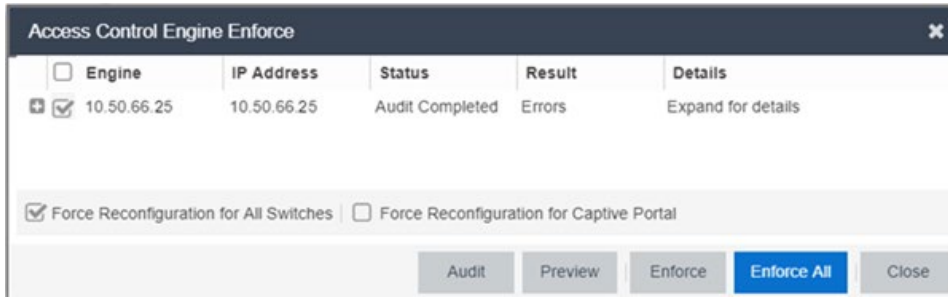 Access Control Engine Enforce
Engine IP Address Status Result Details
10.50.66.25 10.50.66.25 Audit Completed Errors Expand for details
Force Reconfiguration for All Switches Force Reconfiguration for Captive Portal
Audit Preview Enforce Enforce All Close